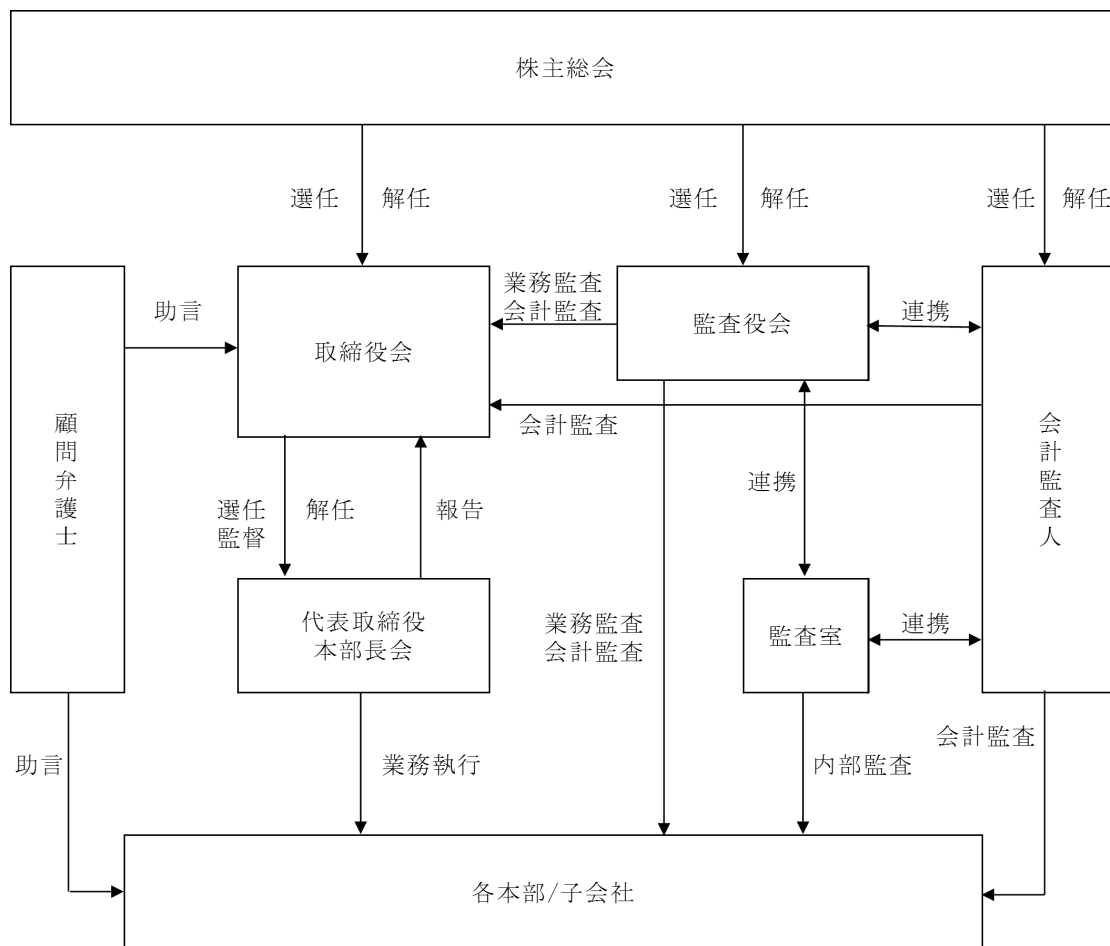 株主総会
選任
解任
選任
解任
選任
解任
助言
取締役会
業務監査
会計監査
監査役会
連携
顧問弁護士
会計監査
会計監査人
選任
監督
解任
報告
連携
代表取締役
本部長会
業務監査
会計監査
監査室
連携
助言
業務執行
内部監査
会計監査
各本部/子会社